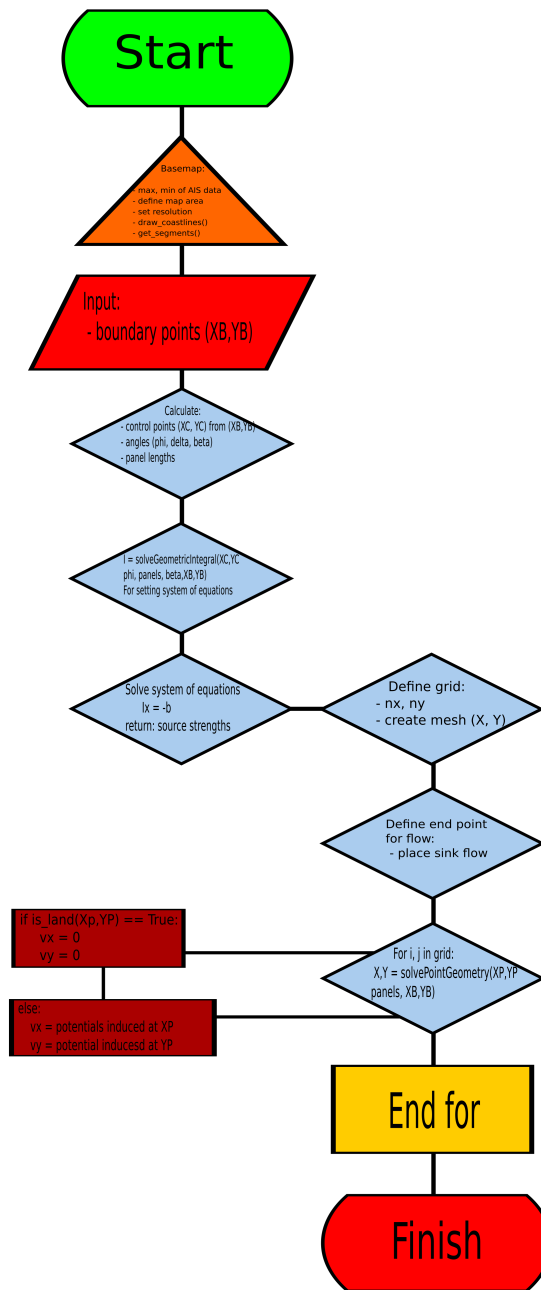 Start
Basemap:
- max, min of AIS data
- define map area
- set resolution
- draw_coastlines()
- get_segments()
Input:
- boundary points (XB,YB)
Calculate:
- control points (XC, YC) from (XB,YB)
- angles (phi, delta, beta)
- panel lengths
I = solveGeometricIntegral(XC,YC
phi, panels, beta,XB,YB)
For setting system of equations
Solve system of equations
Ix = -b
return: source strengths
Define grid:
- nx, ny
- create mesh (X, Y)
Define end point
for flow:
- place sink flow
For i, j in grid:
X,Y = solvePointGeometry(XP,YP
panels, XB,YB)
if is_land(Xp,YP) == True:
vx = 0
vy = 0
else:
vx = potentials induced at XP
vy = potential inducesd at YP
End for
Finish